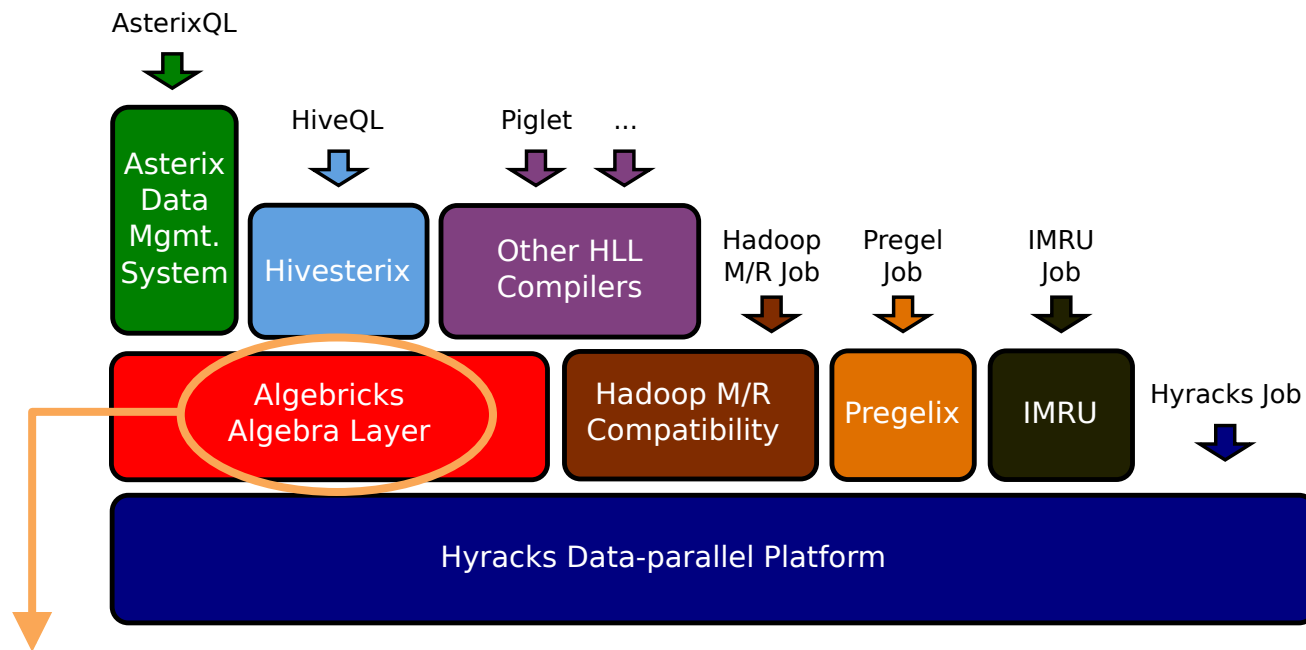 AsterixQL
HiveQL
Piglet
...
Asterix
Data
Mgmt.
System
Hivesterix
Other HLL
Compilers
Hadoop
M/R Job
Pregel
Job
IMRU
Job
Algebricks
Algebra Layer
Hadoop M/R
Compatibility
Pregelix
IMRU
Hyracks Job
Hyracks Data-parallel Platform